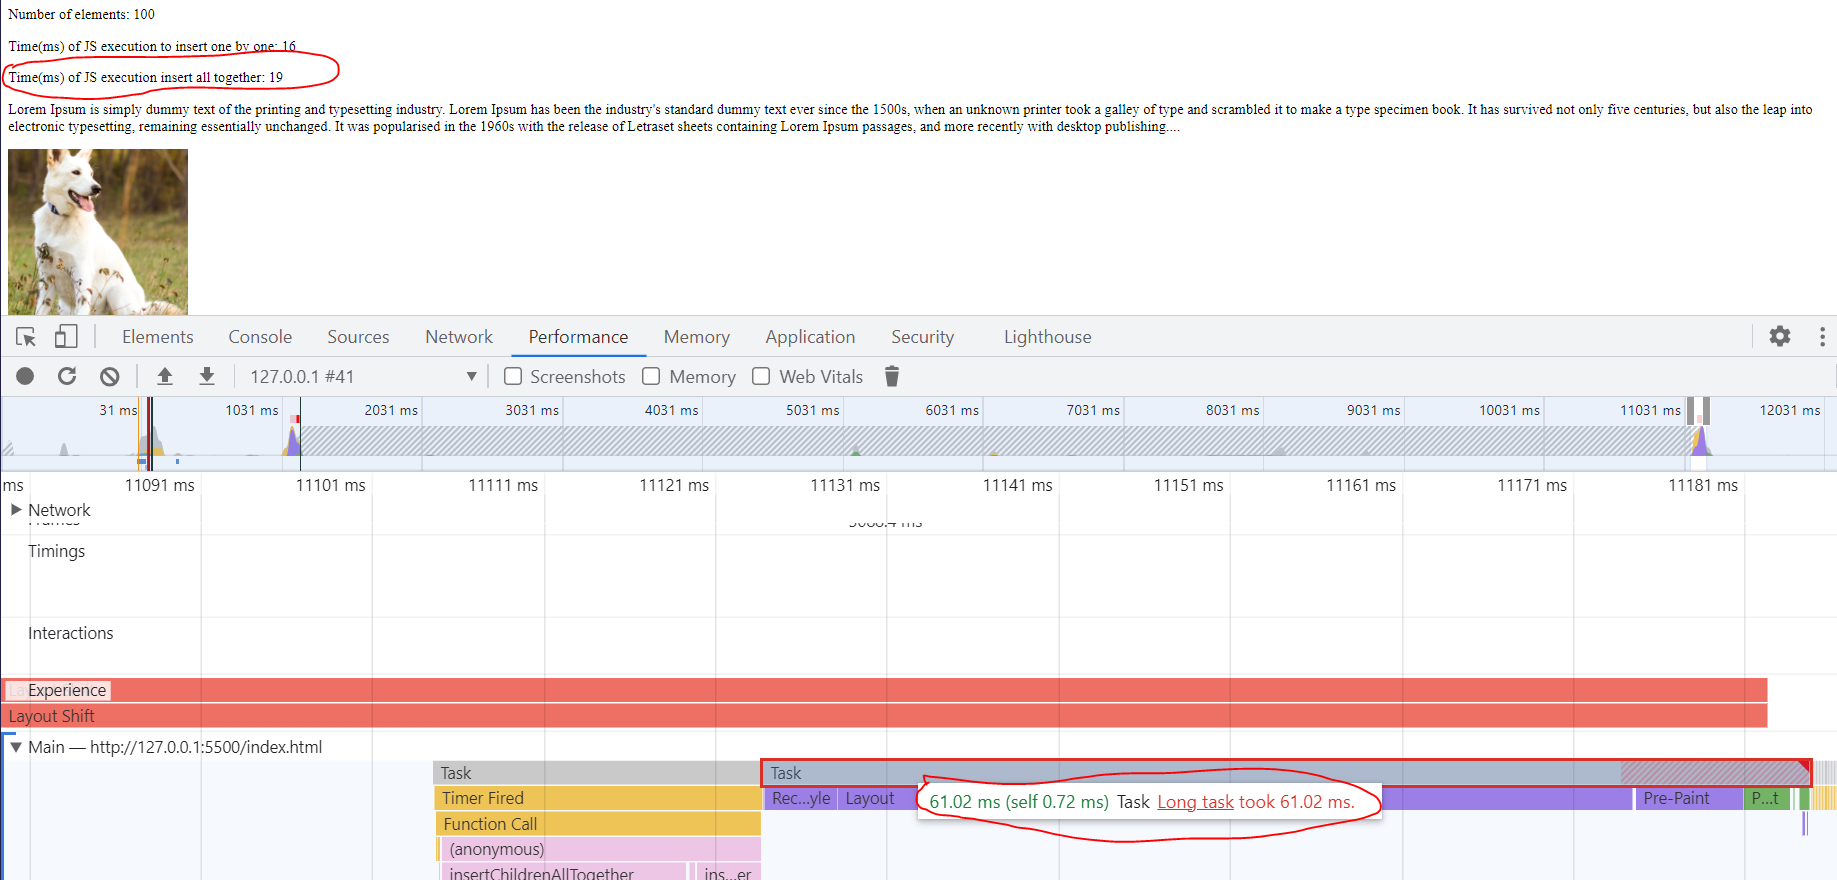 Number of elements: 100
Time(ms) of JS execution to insert one by one: 16
Time(ms) of JS execution insert all together: 19
Lorem Ipsum is simply dummy text of the printing and typesetting industry. Lorem Ipsum has been the industry's standard dummy text ever since the 1500s, when an unknown printer took a galley of type and scrambled it to make a type specimen book. It has survived not only five centuries, but also the leap into
electronic typesetting, remaining essentially unchanged. It was popularised in the 1960s with the release of Letraset sheets containing Lorem Ipsum passages, and more recently with desktop publishing....
Elements Console Sources Network Performance Memory Application Security Lighthouse
127.0.0.1 #41 Screenshots Memory Web Vitals
31 ms 1031 ms 2031 ms 3031 ms 4031 ms 5031 ms 6031 ms 7031 ms 8031 ms 9031 ms 10031 ms 11031 ms 12031 ms
ms 11091 ms 11101 ms 11111 ms 11121 ms 11131 ms 11141 ms 11151 ms 11161 ms 11171 ms 11181 ms
Network
Frames
Timings
Interactions
Experience
Layout Shift
Main — http://127.0.0.1:5500/index.html
Task Task
Timer Fired Rec...yle Layout 61.02 ms (self 0.72 ms) Task Long task took 61.02 ms. Pre-Paint P...t
Function Call
(anonymous)
insertChildrenAllTogether ins...er